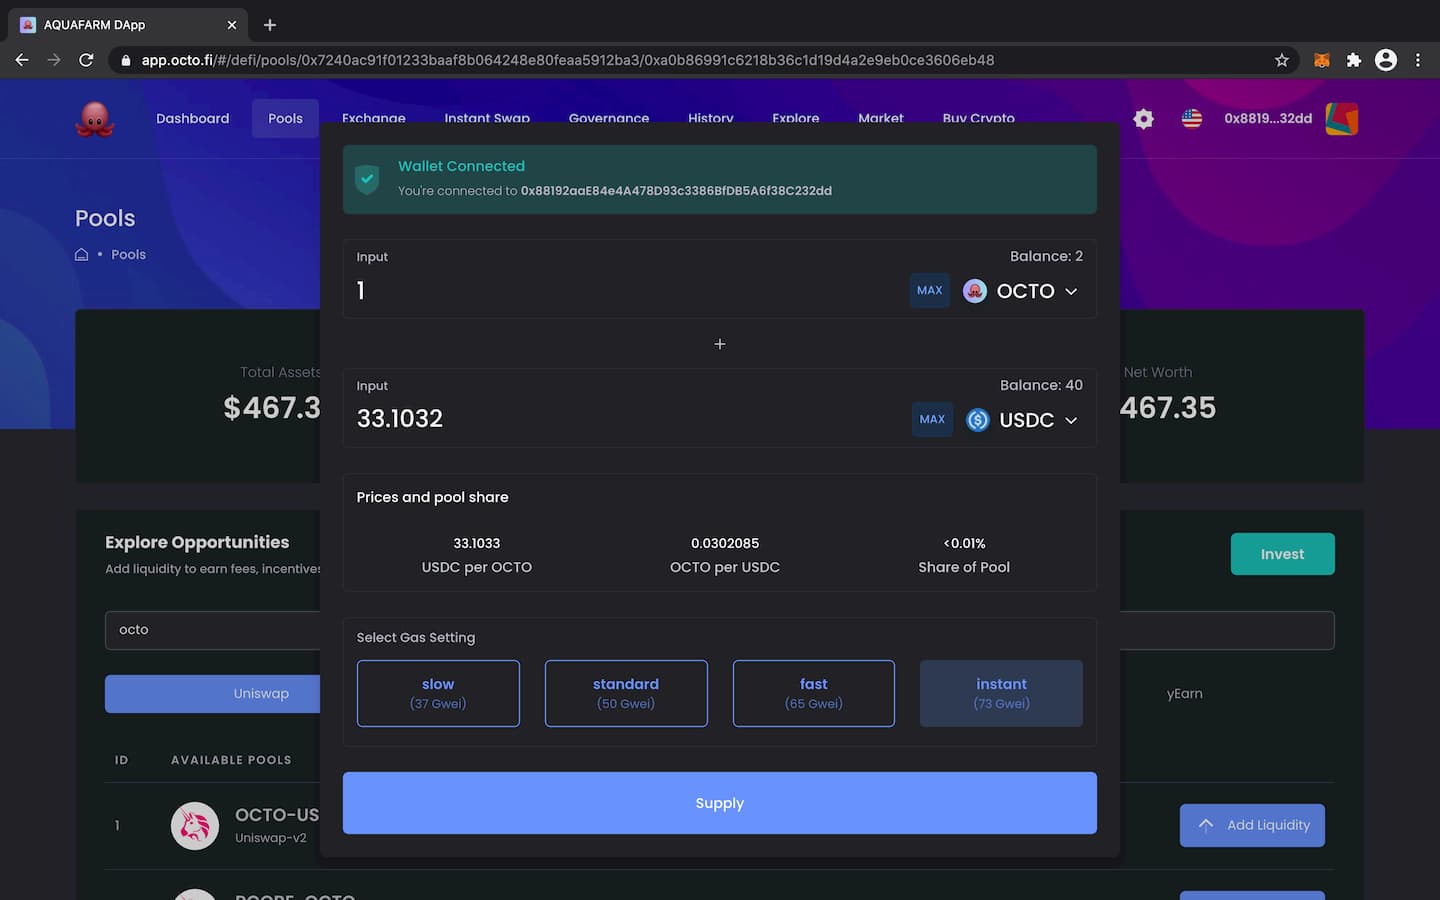 AQUAFARM DApp
app.octo.fi/#/defi/pools/0x7240ac91f01233baaf8b064248e80feaa5912ba3/0xa0b86991c6218b36c1d19d4a2e9eb0ce3606eb48
Dashboard Pools Exchange Instant Swap Governance History Explore Market Buy Crypto 0x8819...32dd
Pools
Pools
Wallet Connected
You're connected to 0x88192aaE84e4A478D93c3386BfDB5A6f38C232dd
Input Balance: 2
1 MAX OCTO
+
Input Balance: 40
33.1032 MAX USDC
Total Assets Net Worth
$467.3 467.35
Prices and pool share
33.1033 0.0302085 <0.01%
USDC per OCTO OCTO per USDC Share of Pool
Explore Opportunities
Add liquidity to earn fees, incentives
Invest
octo
Select Gas Setting
slow standard fast instant
(37 Gwei) (50 Gwei) (65 Gwei) (73 Gwei)
Uniswap yEarn
ID AVAILABLE POOLS
Supply
1 OCTO-US
Uniswap-v2
Add Liquidity